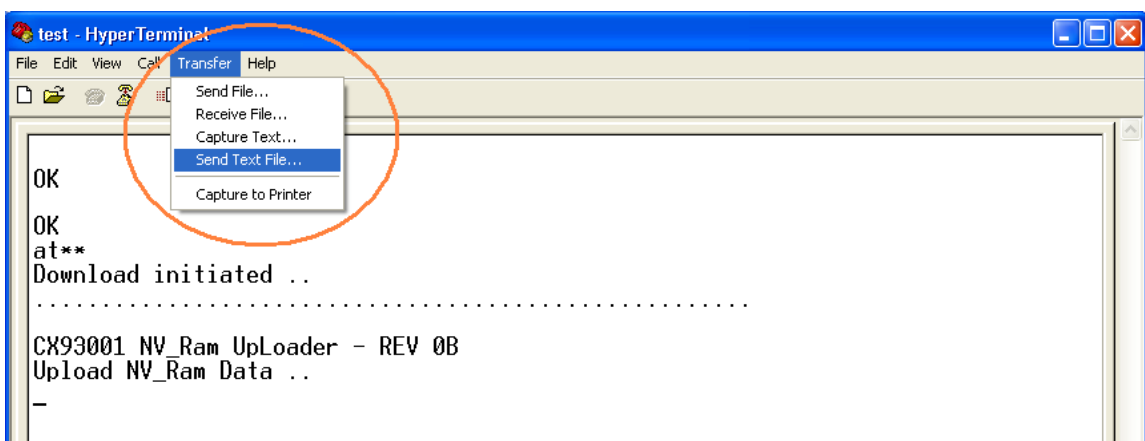 test - HyperTerminal
File Edit View Call Transfer Help
Send File...
Receive File...
Capture Text...
Send Text File...
Capture to Printer
OK
OK
at**
Download initiated ..
......................................................
CX93001 NV_Ram UpLoader - REV 0B
Upload NV_Ram Data ..
_